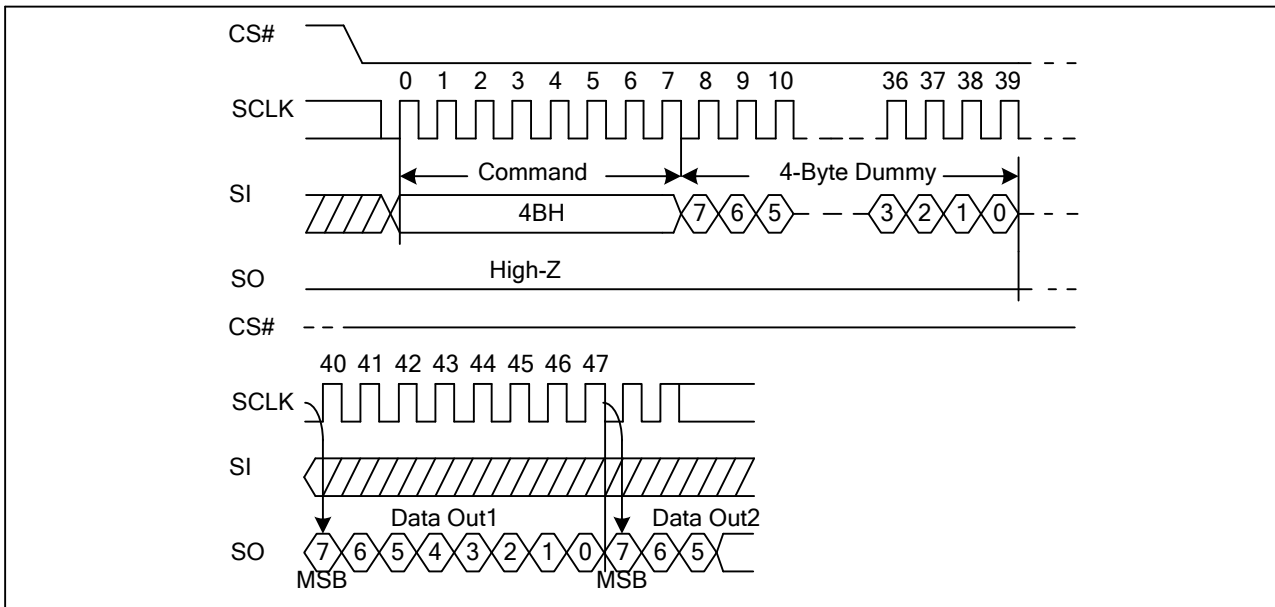 CS#
0 1 2 3 4 5 6 7 8 9 10 36 37 38 39
SCLK
Command 4-Byte Dummy
SI
4BH 7 6 5 3 2 1 0
High-Z
SO
CS#
40 41 42 43 44 45 46 47
SCLK
SI
Data Out1 Data Out2
SO 7 6 5 4 3 2 1 0 7 6 5
MSB MSB